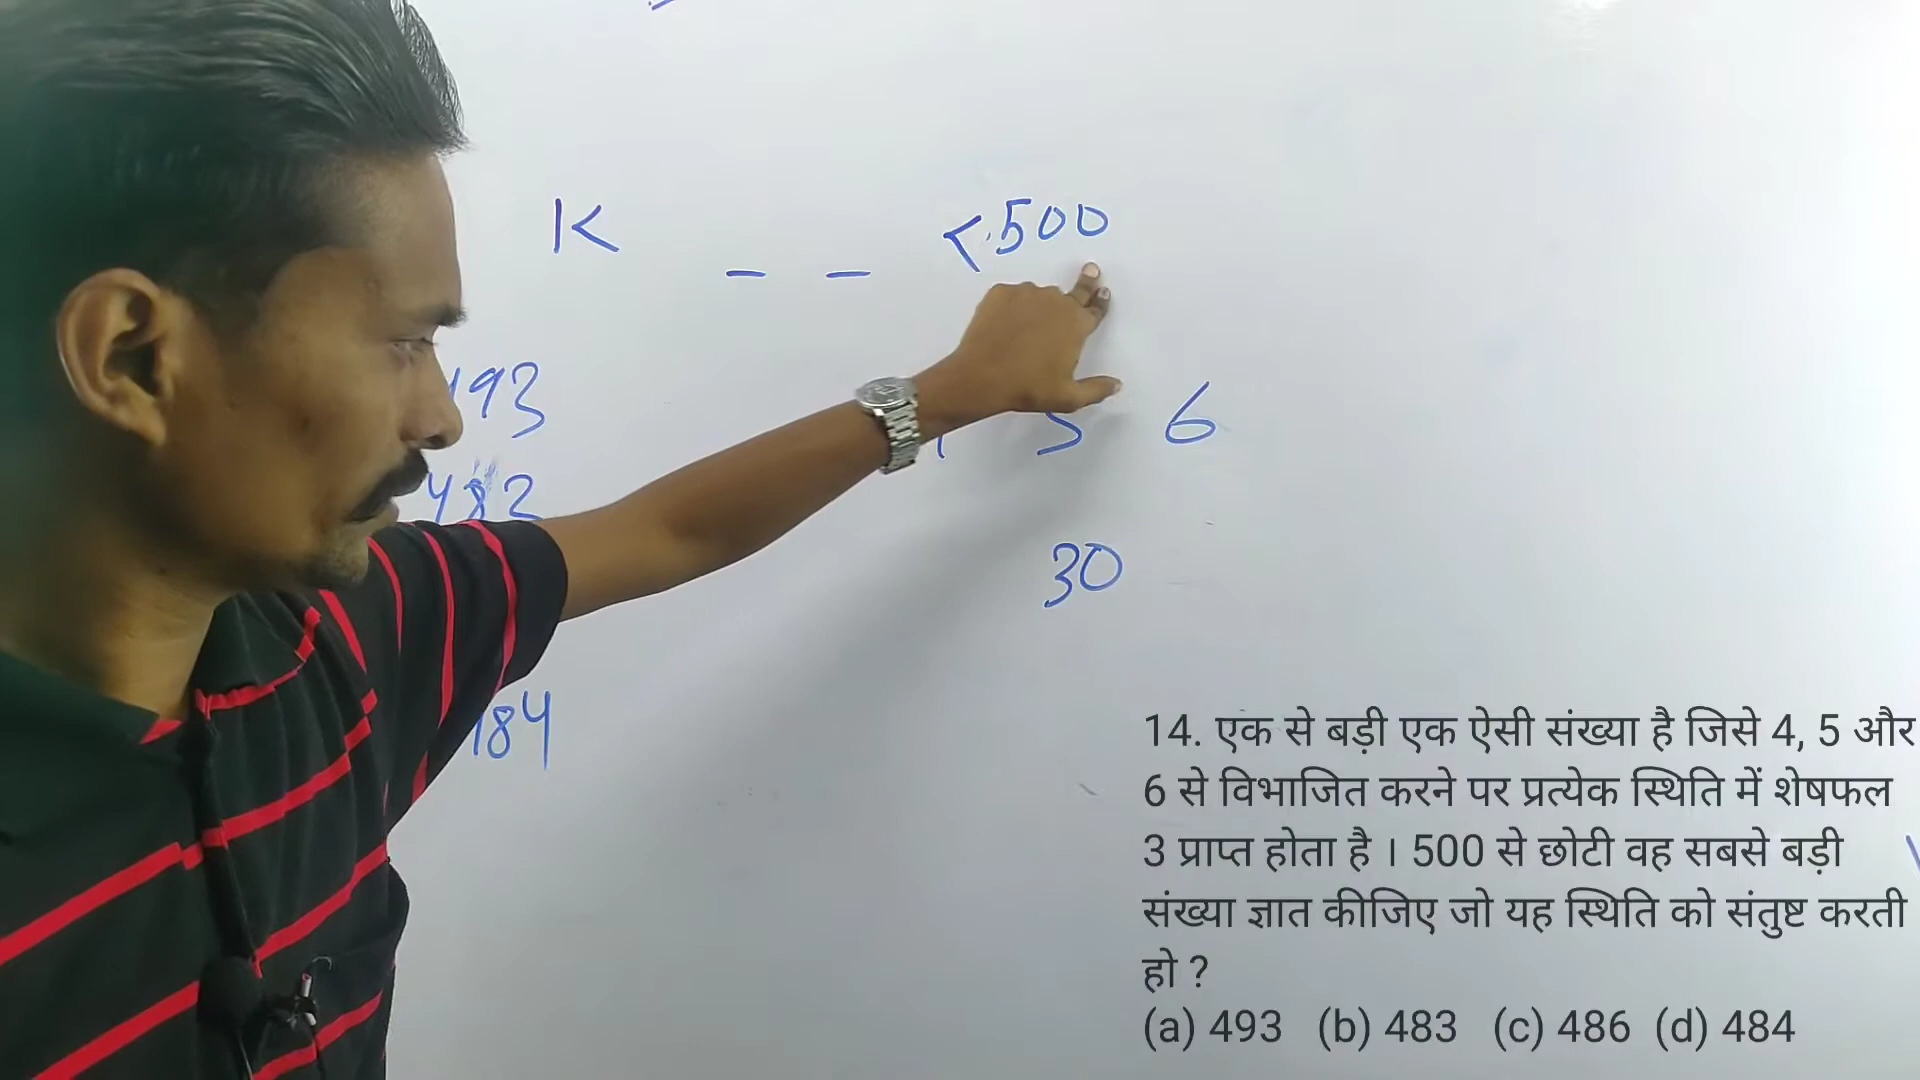 K _ _ < 500
193
482
5 6
30
184
14. एक से बड़ी एक ऐसी संख्या है जिसे 4, 5 और
6 से विभाजित करने पर प्रत्येक स्थिति में शेषफल
3 प्राप्त होता है । 500 से छोटी वह सबसे बड़ी
संख्या ज्ञात कीजिए जो यह स्थिति को संतुष्ट करती
हो ?
(a) 493 (b) 483 (c) 486 (d) 484